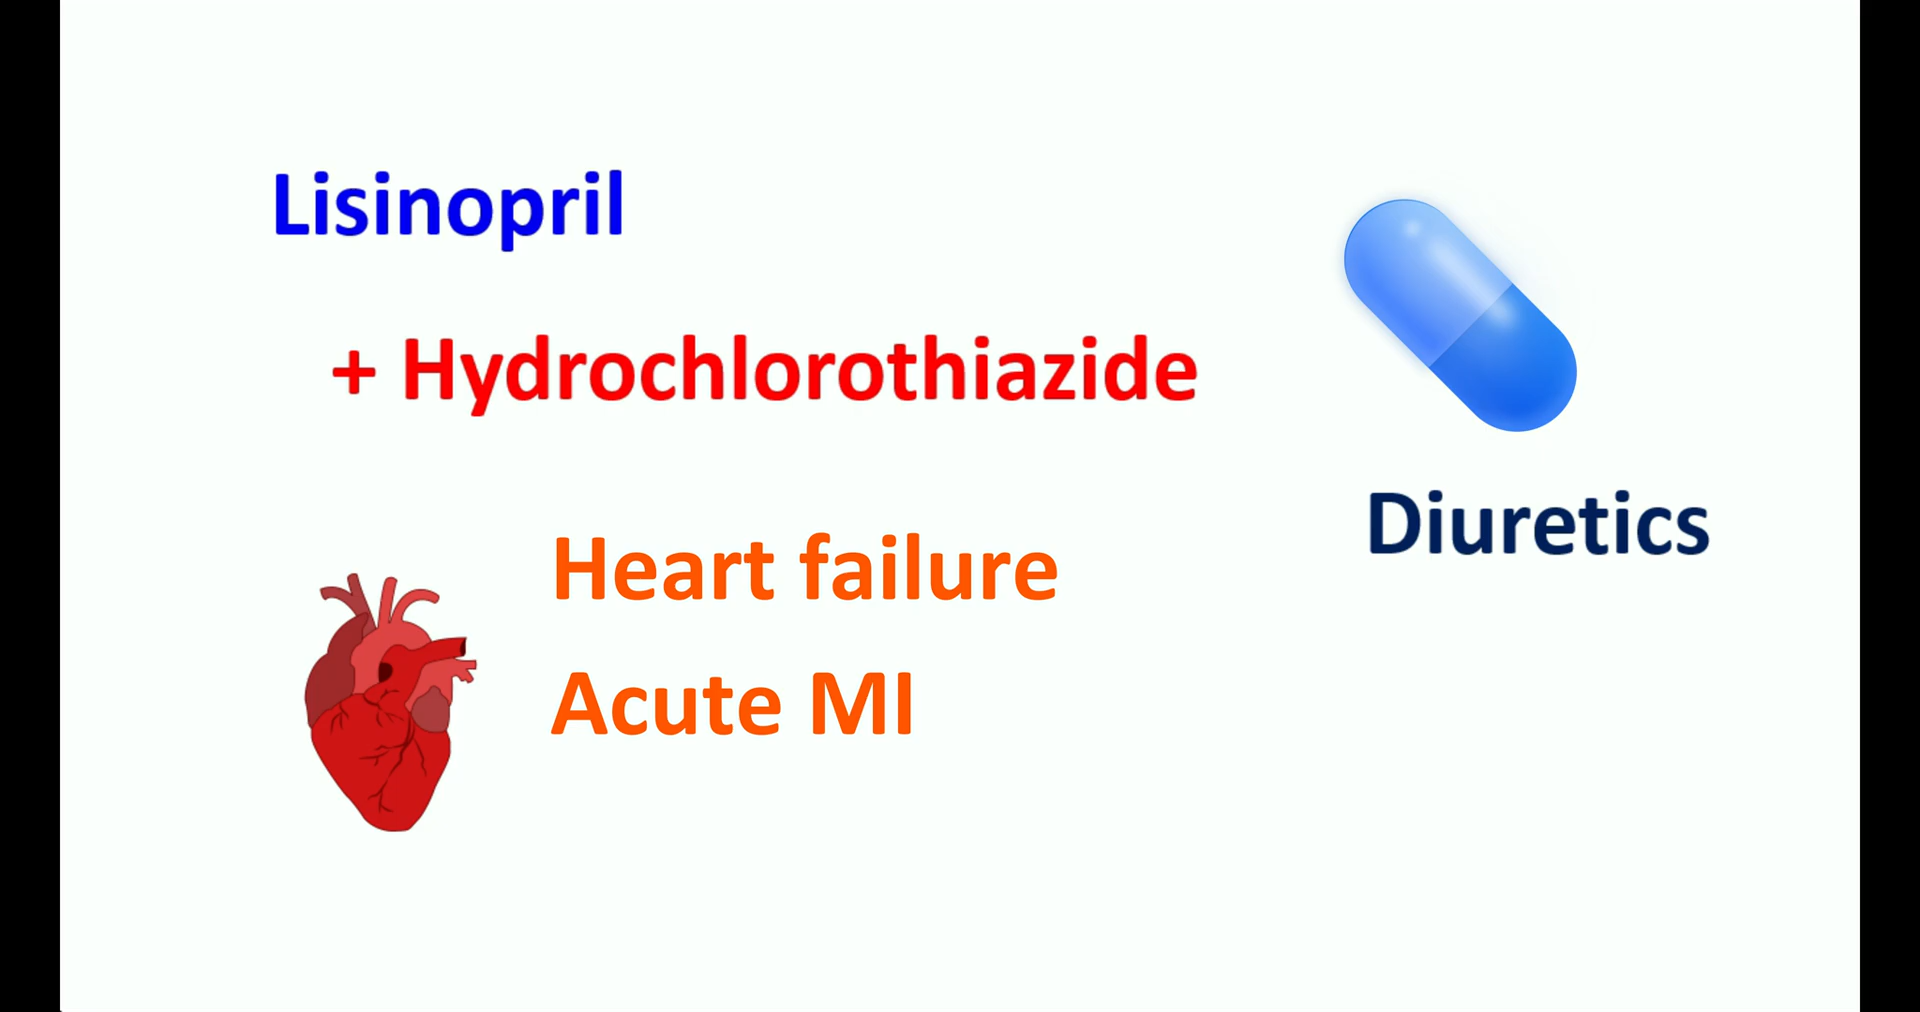 Lisinopril
+ Hydrochlorothiazide
Diuretics
Heart failure
Acute MI